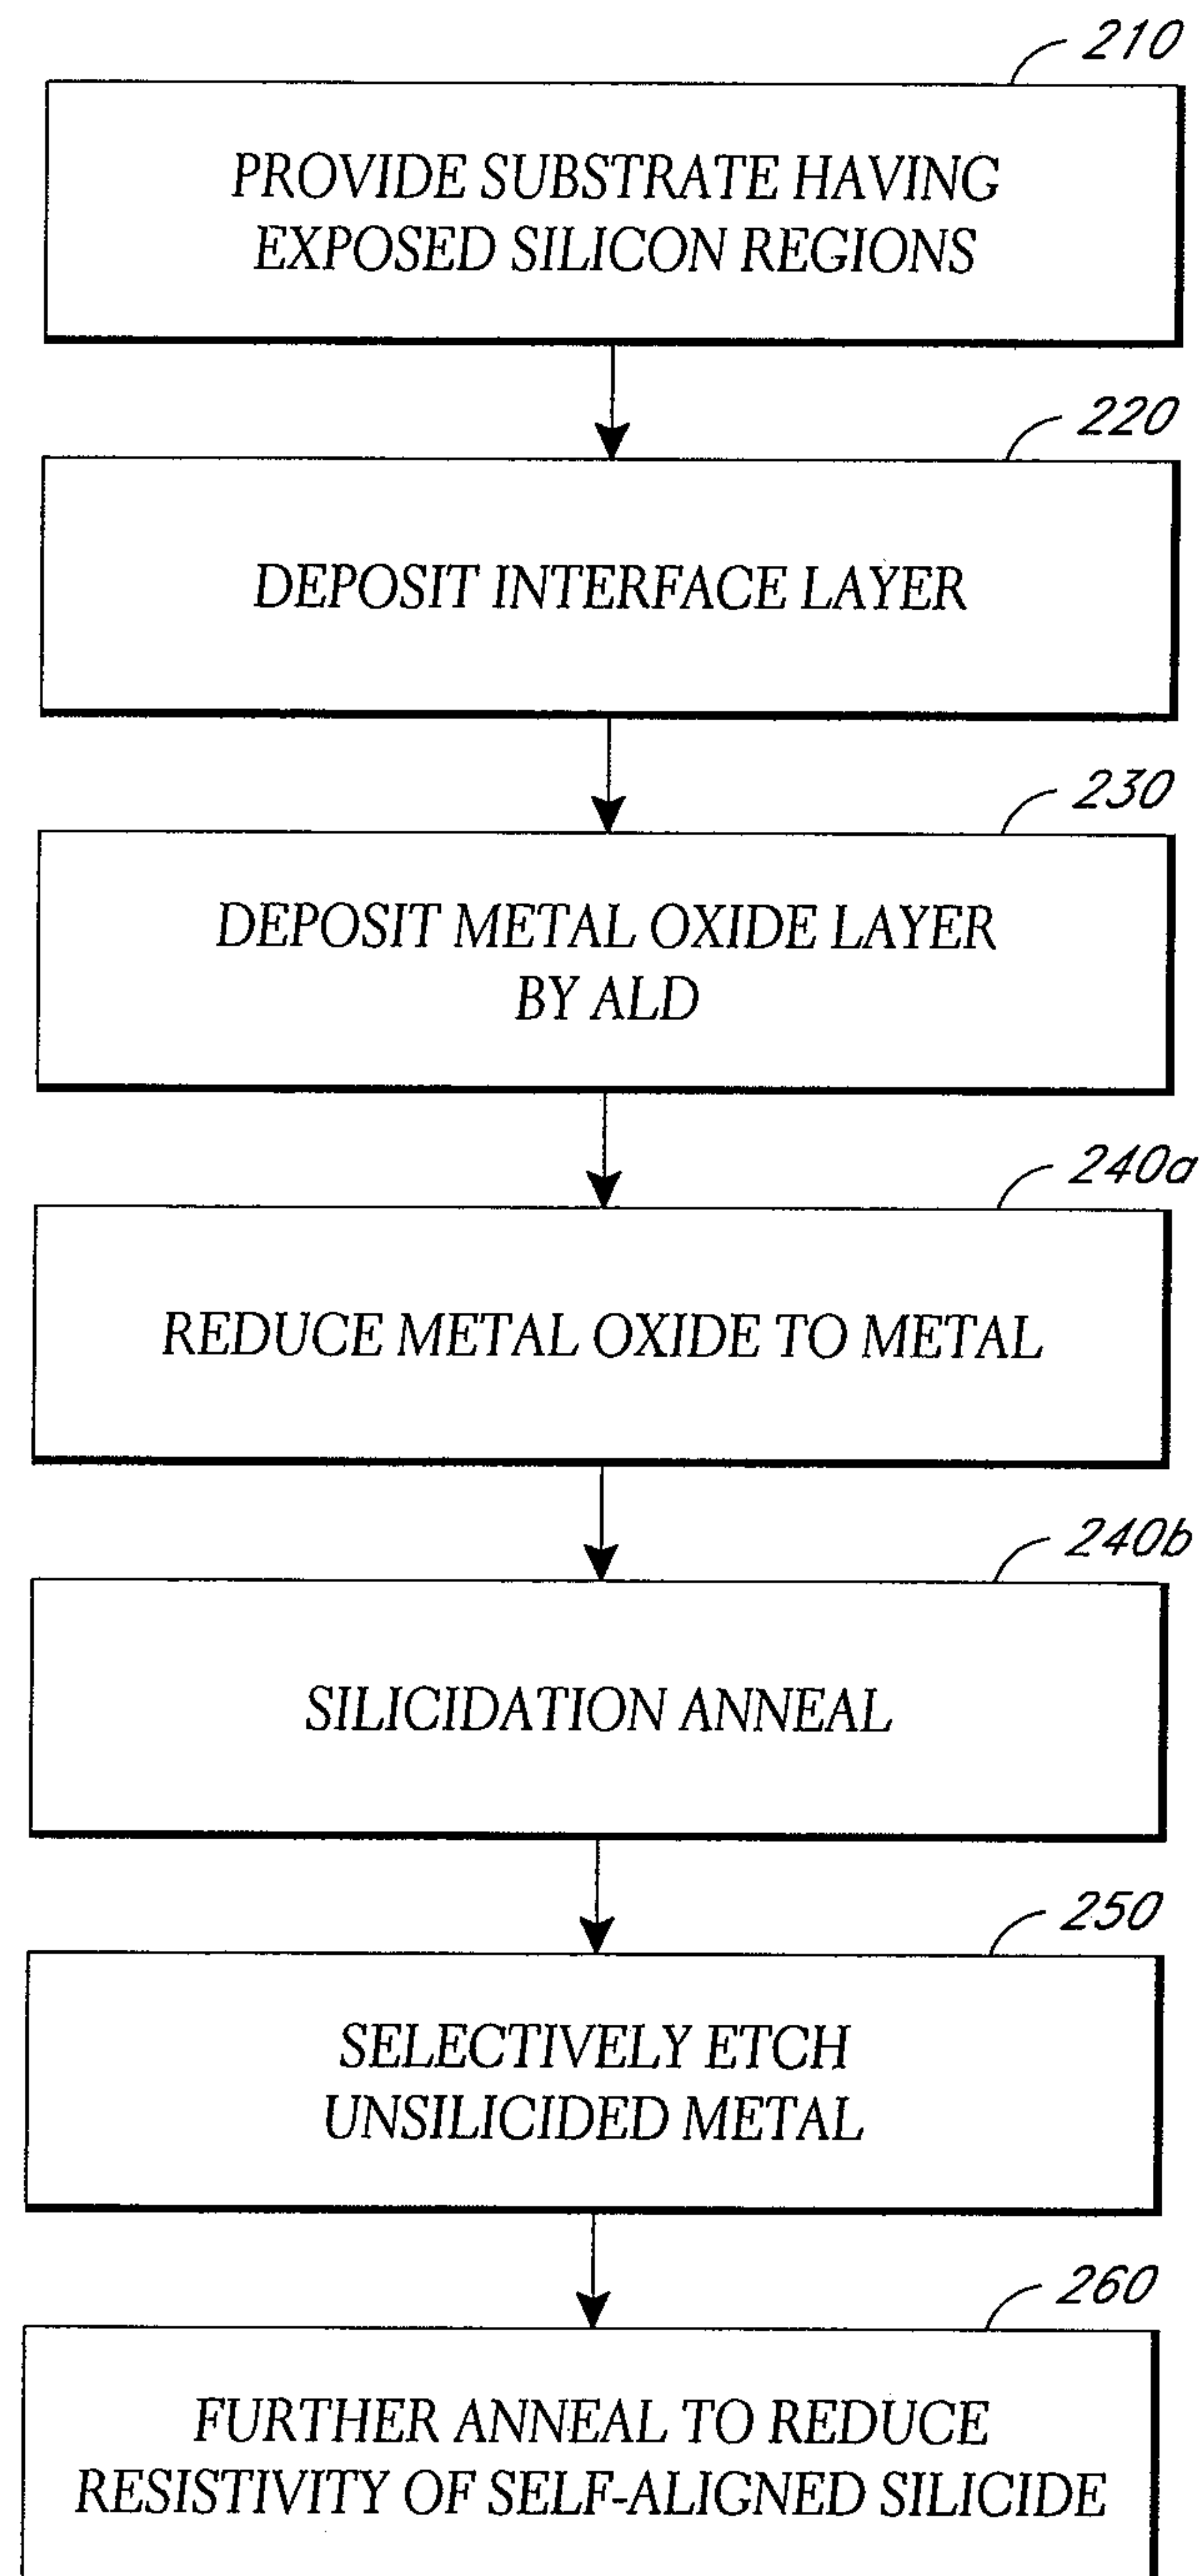 210
PROVIDE SUBSTRATE HAVING
EXPOSED SILICON REGIONS
220
DEPOSIT INTERFACE LAYER
230
DEPOSIT METAL OXIDE LAYER
BY ALD
240a
REDUCE METAL OXIDE TO METAL
240b
SILICIDATION ANNEAL
250
SELECTIVELY ETCH
UNSILICIDED METAL
260
FURTHER ANNEAL TO REDUCE
RESISTIVITY OF SELF-ALIGNED SILICIDE